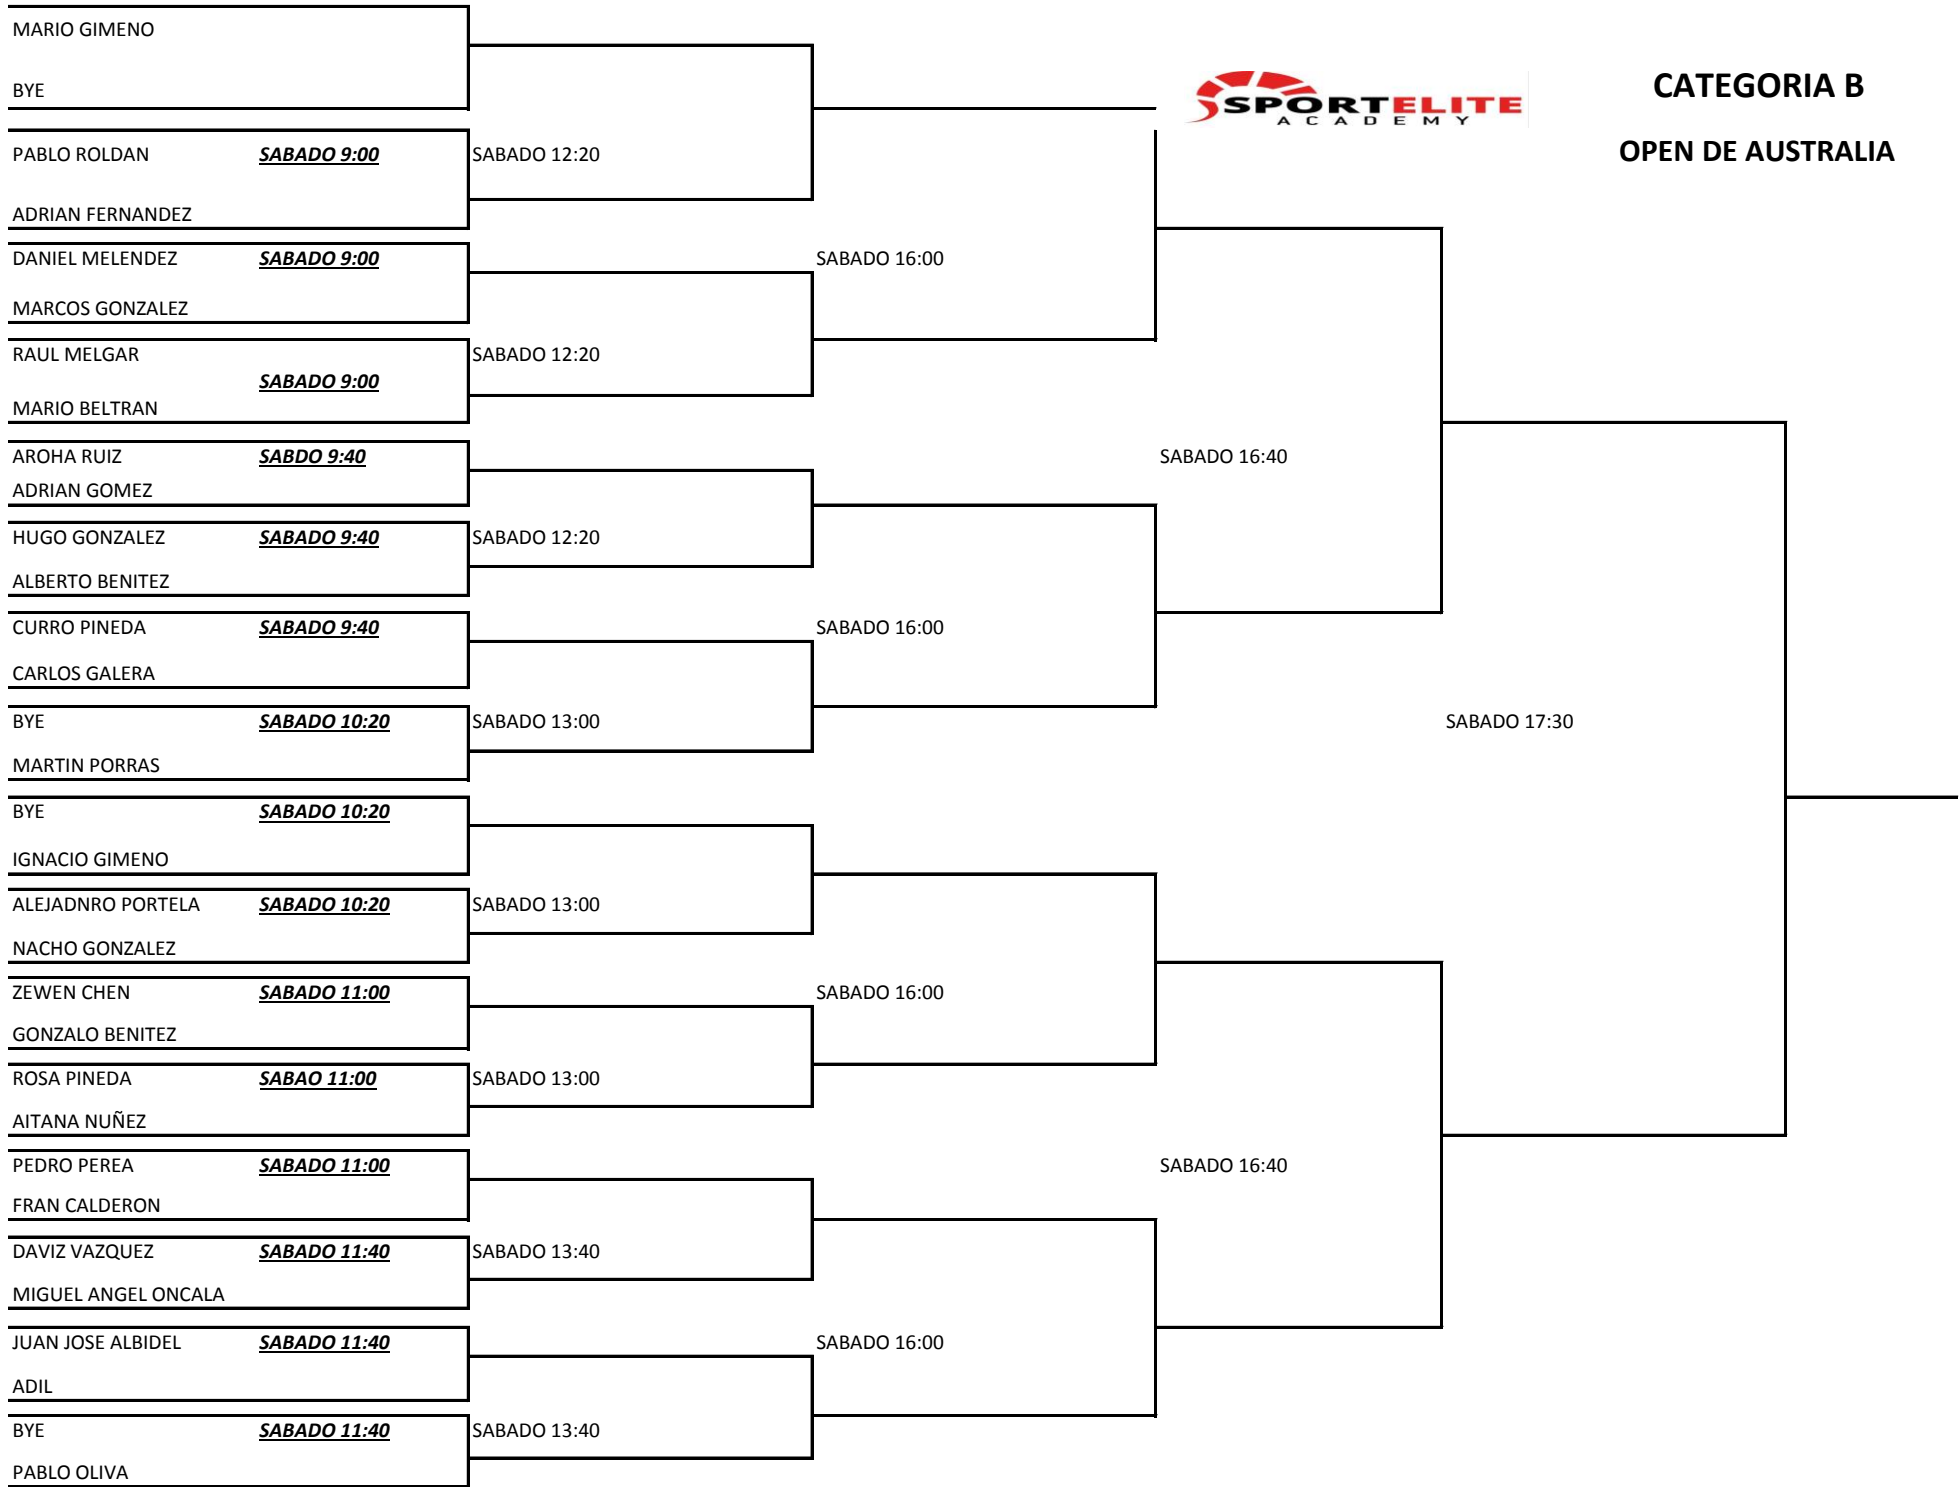 MARIO GIMENO
BYE
SPORTELITE
ACADEMY
CATEGORIA B
OPEN DE AUSTRALIA
PABLO ROLDAN SABADO 9:00 SABADO 12:20
ADRIAN FERNANDEZ
DANIEL MELENDEZ SABADO 9:00 SABADO 16:00
MARCOS GONZALEZ
RAUL MELGAR SABADO 12:20
SABADO 9:00
MARIO BELTRAN
AROHA RUIZ SABDO 9:40 SABADO 16:40
ADRIAN GOMEZ
HUGO GONZALEZ SABADO 9:40 SABADO 12:20
ALBERTO BENITEZ
CURRO PINEDA SABADO 9:40 SABADO 16:00
CARLOS GALERA
BYE SABADO 10:20 SABADO 13:00 SABADO 17:30
MARTIN PORRAS
BYE SABADO 10:20
IGNACIO GIMENO
ALEJADNRO PORTELA SABADO 10:20 SABADO 13:00
NACHO GONZALEZ
ZEWEN CHEN SABADO 11:00 SABADO 16:00
GONZALO BENITEZ
ROSA PINEDA SABAO 11:00 SABADO 13:00
AITANA NUÑEZ
PEDRO PEREA SABADO 11:00 SABADO 16:40
FRAN CALDERON
DAVIZ VAZQUEZ SABADO 11:40 SABADO 13:40
MIGUEL ANGEL ONCALA
JUAN JOSE ALBIDEL SABADO 11:40 SABADO 16:00
ADIL
BYE SABADO 11:40 SABADO 13:40
PABLO OLIVA